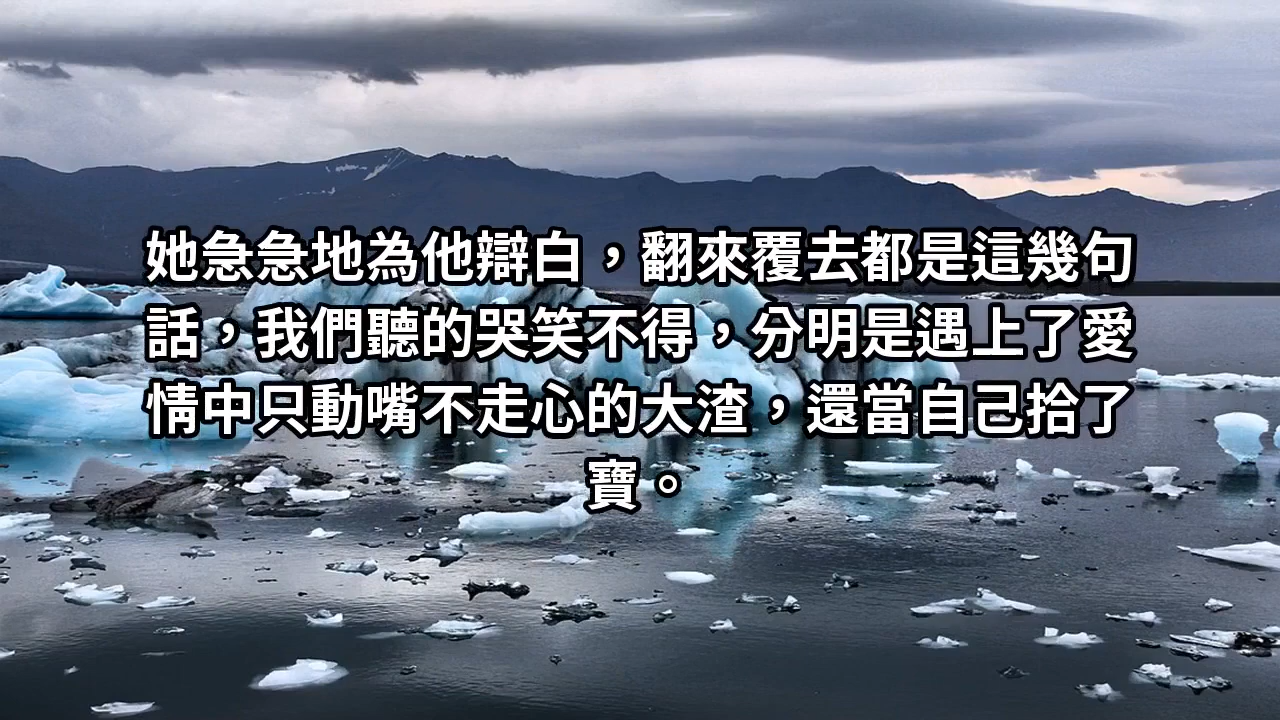 她急急地為他辯白，翻來覆去都是這幾句
話，我們聽的哭笑不得，分明是遇上了愛
情中只動嘴不走心的大渣，還當自己拾了
寶。